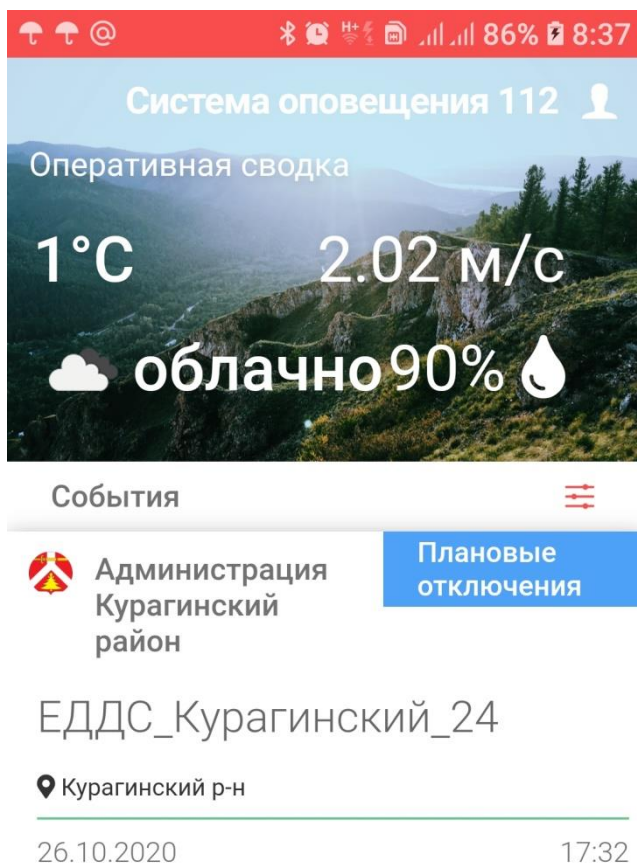 @ H+ 86% 8:37
Система оповещения 112
Оперативная сводка
1°C 2.02 м/с
облачно 90%
События
Администрация
Курагинский
район
Плановые
отключения
ЕДДС_Курагинский_24
Курагинский р-н
26.10.2020 17:32